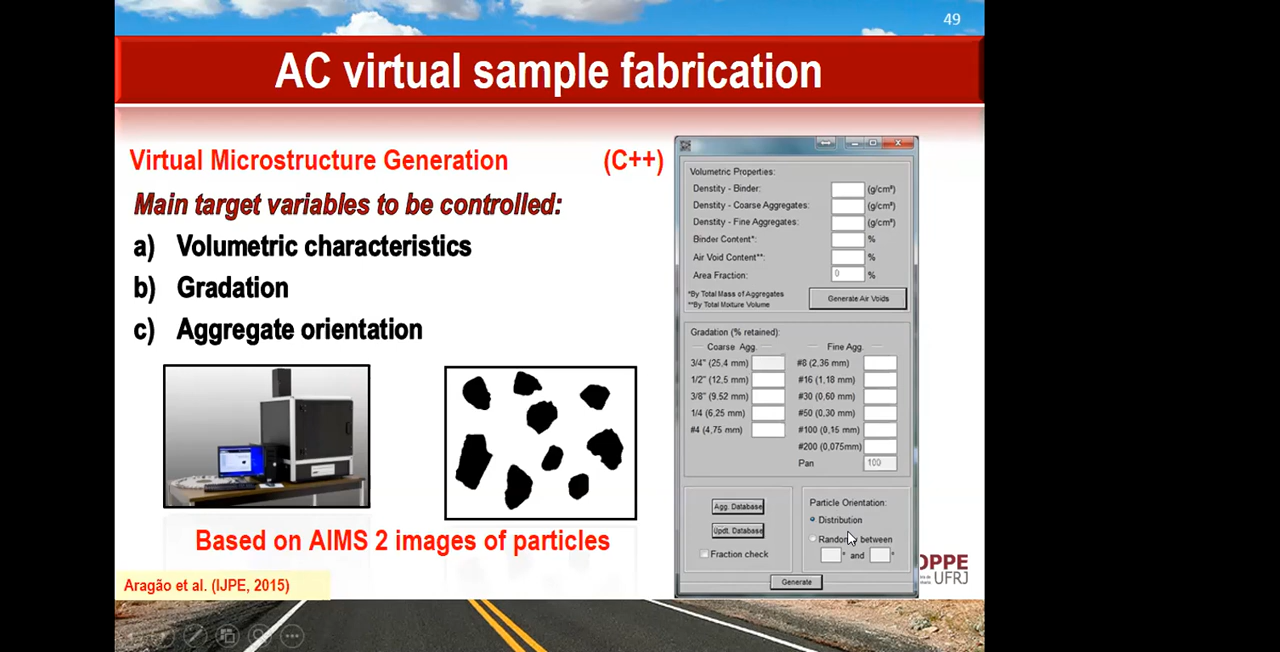 49
AC virtual sample fabrication
Virtual Microstructure Generation (C++)
Main target variables to be controlled:
a) Volumetric characteristics
b) Gradation
c) Aggregate orientation
Based on AIMS 2 images of particles
Aragão et al. (IJPE, 2015)
Volumetric Properties:
Denstity - Binder: (g/cm³)
Denstity - Coarse Aggregates: (g/cm³)
Denstity - Fine Aggregates: (g/cm³)
Binder Content*: %
Air Void Content**: %
Area Fraction: 0 %
*By Total Mass of Aggregates
**By Total Mixture Volume
Generate Air Voids
Gradation (% retained):
Coarse Agg. Fine Agg.
3/4" (25,4 mm) #8 (2,36 mm)
1/2" (12,5 mm) #16 (1,18 mm)
3/8" (9.52 mm) #30 (0,60 mm)
1/4 (6,25 mm) #50 (0,30 mm)
#4 (4,75 mm) #100 (0,15 mm)
#200 (0,075mm)
Pan 100
Agg. Database
Updt. Database
Fraction check
Particle Orientation:
Distribution
between
° and °
Generate
OPPE
UFRJ